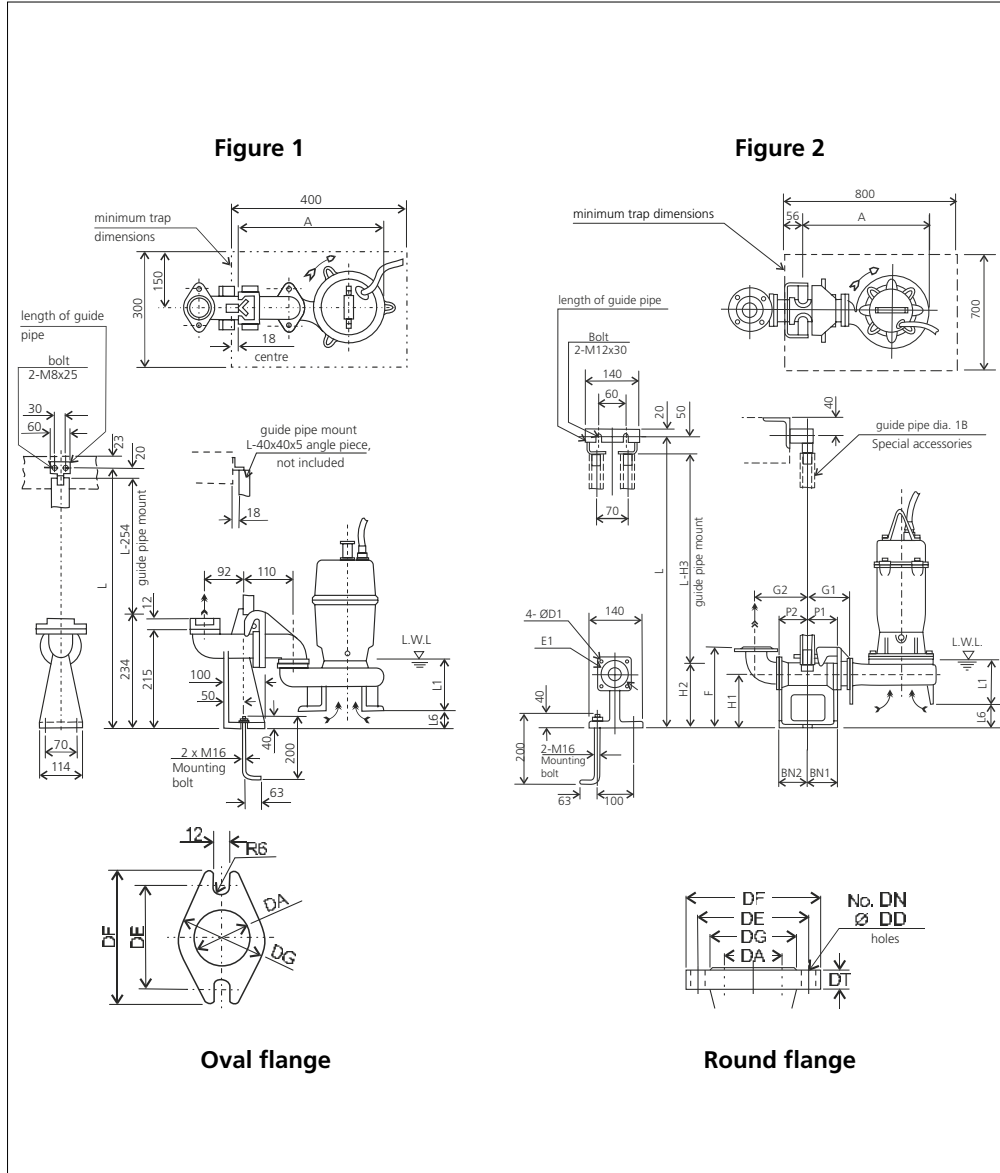 Figure 1
400
A
minimum trap
dimensions
150
300
18
centre
length of guide
pipe
bolt
2-M8x25
30
60
23
20
guide pipe mount
L-40x40x5 angle piece,
not included
18
L
L-254
guide pipe mount
12
234
215
92
110
100
50
L.W.L
L1
L6
40
200
2 x M16
Mounting
bolt
63
70
114
12
R6
DF
DE
DA
DG
Oval flange
Figure 2
800
56
A
minimum trap dimensions
700
length of guide pipe
Bolt
2-M12x30
140
60
20
50
40
guide pipe dia. 1B
Special accessories
70
L
L-H3
guide pipe mount
4- ØD1
140
E1
H2
40
200
2-M16
Mounting
bolt
63
100
G2
G1
P2
P1
F
H1
L.W.L
L1
L6
BN2
BN1
DF
DE
DG
DA
No. DN
Ø DD
holes
DT
Round flange